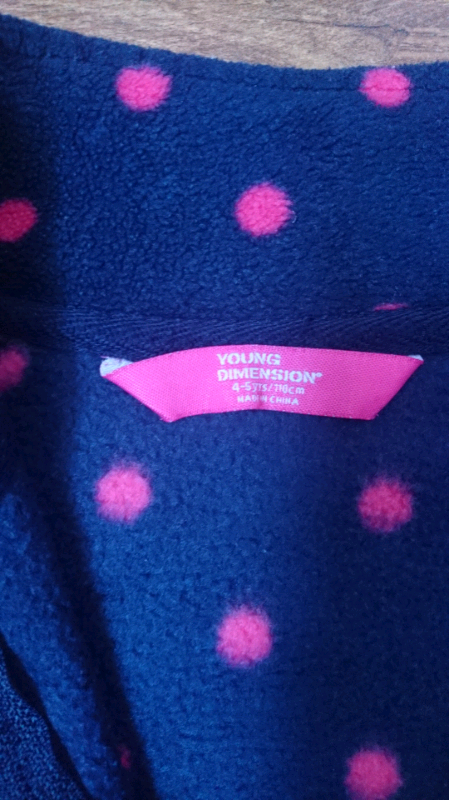 YOUNG
DIMENSION®
4-5yrs/110cm
MADE IN CHINA